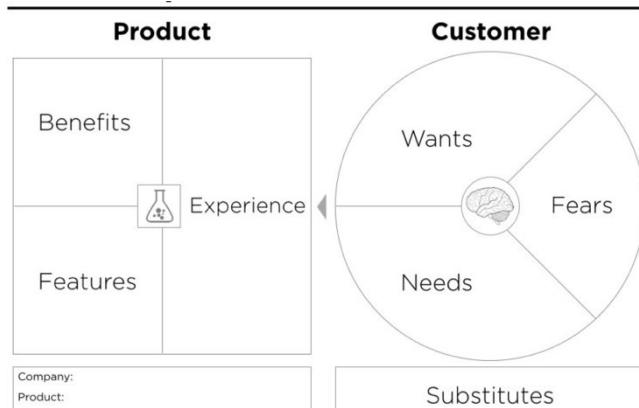 Product
Customer
Benefits
Experience
Features
Wants
Fears
Needs
Company:
Product:
Substitutes